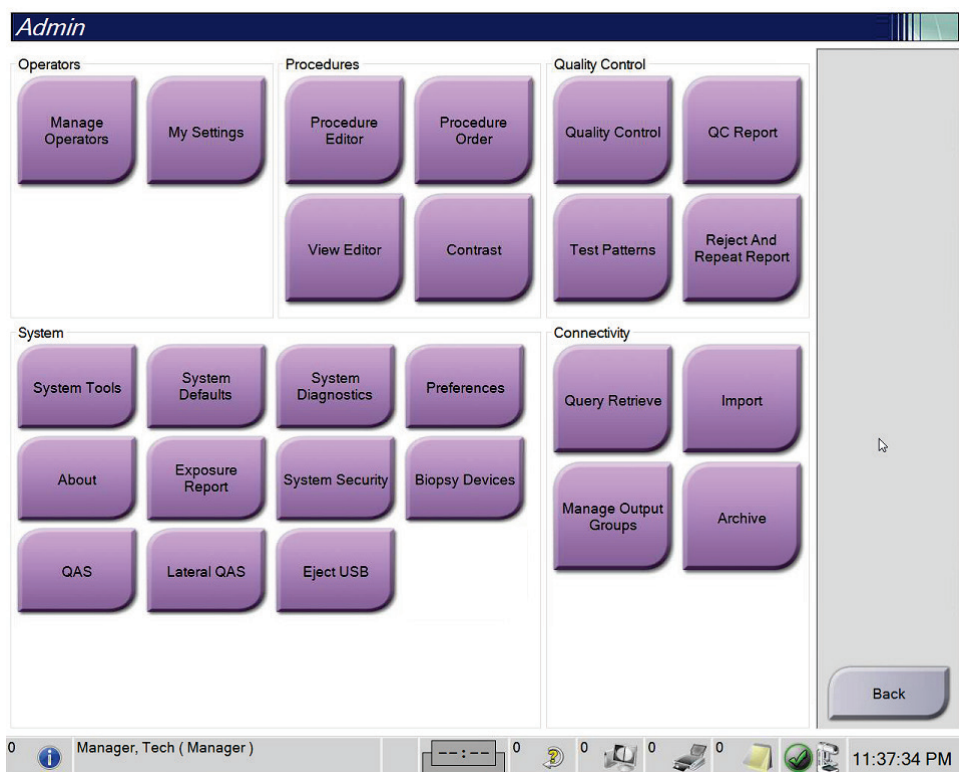 Admin
Operators
Manage
Operators
My Settings
Procedures
Procedure
Editor
Procedure
Order
View Editor
Contrast
Quality Control
Quality Control
QC Report
Test Patterns
Reject And
Repeat Report
System
System Tools
System
Defaults
System
Diagnostics
Preferences
About
Exposure
Report
System Security
Biopsy Devices
QAS
Lateral QAS
Eject USB
Connectivity
Query Retrieve
Import
Manage Output
Groups
Archive
Back
0
Manager, Tech ( Manager )
--:--
0
0
0
0
11:37:34 PM